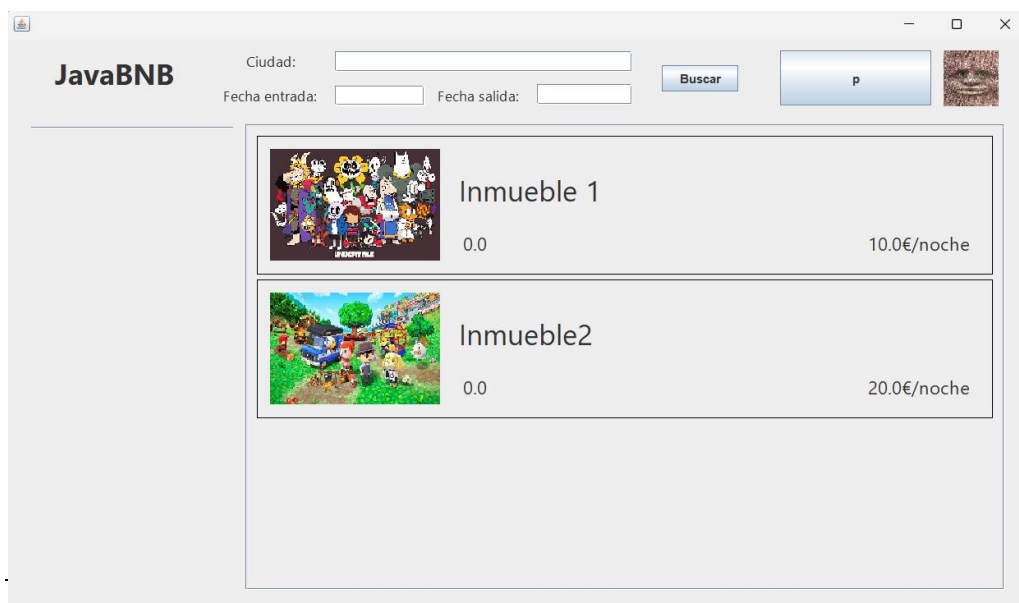 JavaBNB
Ciudad:
Buscar
p
Fecha entrada:
Fecha salida:
UNDERTALE
Inmueble 1
0.0
10.0€/noche
Inmueble2
0.0
20.0€/noche